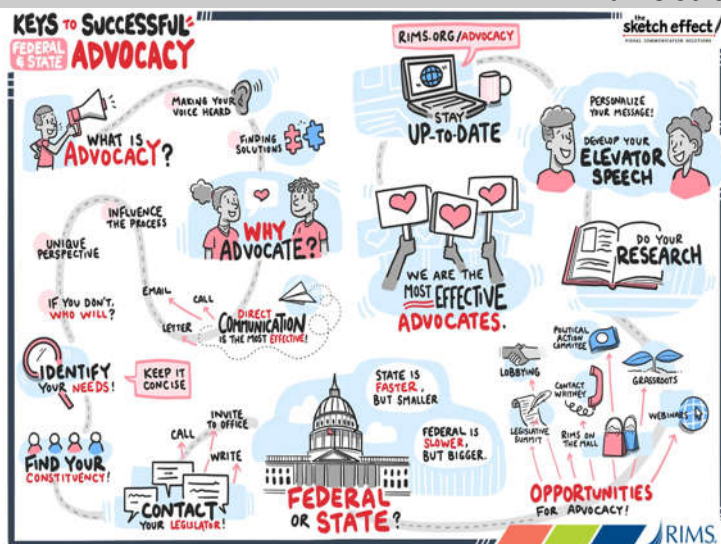 KEYS TO SUCCESSFUL
FEDERAL
& STATE
ADVOCACY
the
sketch effect/
VISUAL COMMUNICATION SOLUTIONS
WHAT IS
ADVOCACY?
MAKING YOUR
VOICE HEARD
FINDING
SOLUTIONS
WHY
ADVOCATE?
INFLUENCE
THE PROCESS
UNIQUE
PERSPECTIVE
IF YOU DON'T,
WHO WILL?
EMAIL
CALL
LETTER
DIRECT
COMMUNICATION
IS THE MOST EFFECTIVE!
IDENTIFY
YOUR NEEDS!
KEEP IT
CONCISE
FIND YOUR
CONSTITUENCY!
CALL
INVITE
TO OFFICE
WRITE
CONTACT
YOUR LEGISLATOR!
STATE IS
FASTER,
BUT SMALLER
FEDERAL IS
SLOWER,
BUT BIGGER.
FEDERAL
OR STATE?
RIMS.ORG/ADVOCACY
STAY
UP-TO-DATE
PERSONALIZE
YOUR MESSAGE!
DEVELOP YOUR
ELEVATOR
SPEECH
DO YOUR
RESEARCH
WE ARE THE
MOST EFFECTIVE
ADVOCATES.
LOBBYING
POLITICAL
ACTION
COMMITEE
GRASSROOTS
CONTACT
WHITNEY
WEBINARS
LEGISLATIVE
SUMMIT
RIMS ON
THE MALL
OPPORTUNITIES
FOR ADVOCACY!
RIMS